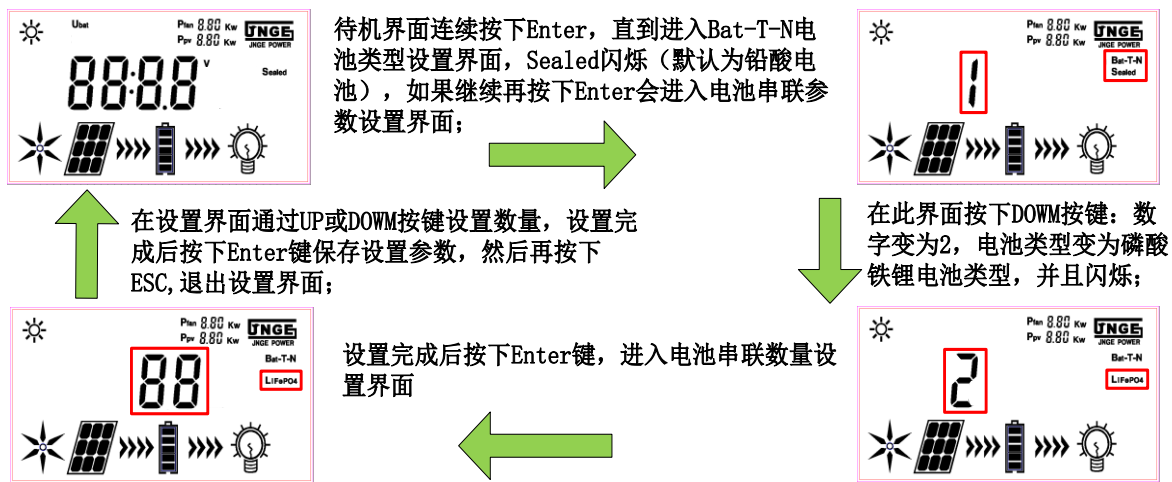 Ubat
Pfan 8.80 Kw
Ppv 8.80 Kw
JNGE
JNGE POWER
88:8.8 V
Sealed
待机界面连续按下Enter，直到进入Bat-T-N电
池类型设置界面，Sealed闪烁（默认为铅酸电
池），如果继续再按下Enter会进入电池串联参
数设置界面；
Pfan 8.80 Kw
Ppv 8.80 Kw
JNGE
JNGE POWER
Bat-T-N
Sealed
1
在此界面按下DOWM按键：数
字变为2，电池类型变为磷酸
铁锂电池类型，并且闪烁；
Pfan 8.80 Kw
Ppv 8.80 Kw
JNGE
JNGE POWER
Bat-T-N
LiFePO4
2
设置完成后按下Enter键，进入电池串联数量设
置界面
Pfan 8.80 Kw
Ppv 8.80 Kw
JNGE
JNGE POWER
Bat-T-N
LiFePO4
88
在设置界面通过UP或DOWM按键设置数量，设置完
成后按下Enter键保存设置参数，然后再按下
ESC,退出设置界面；